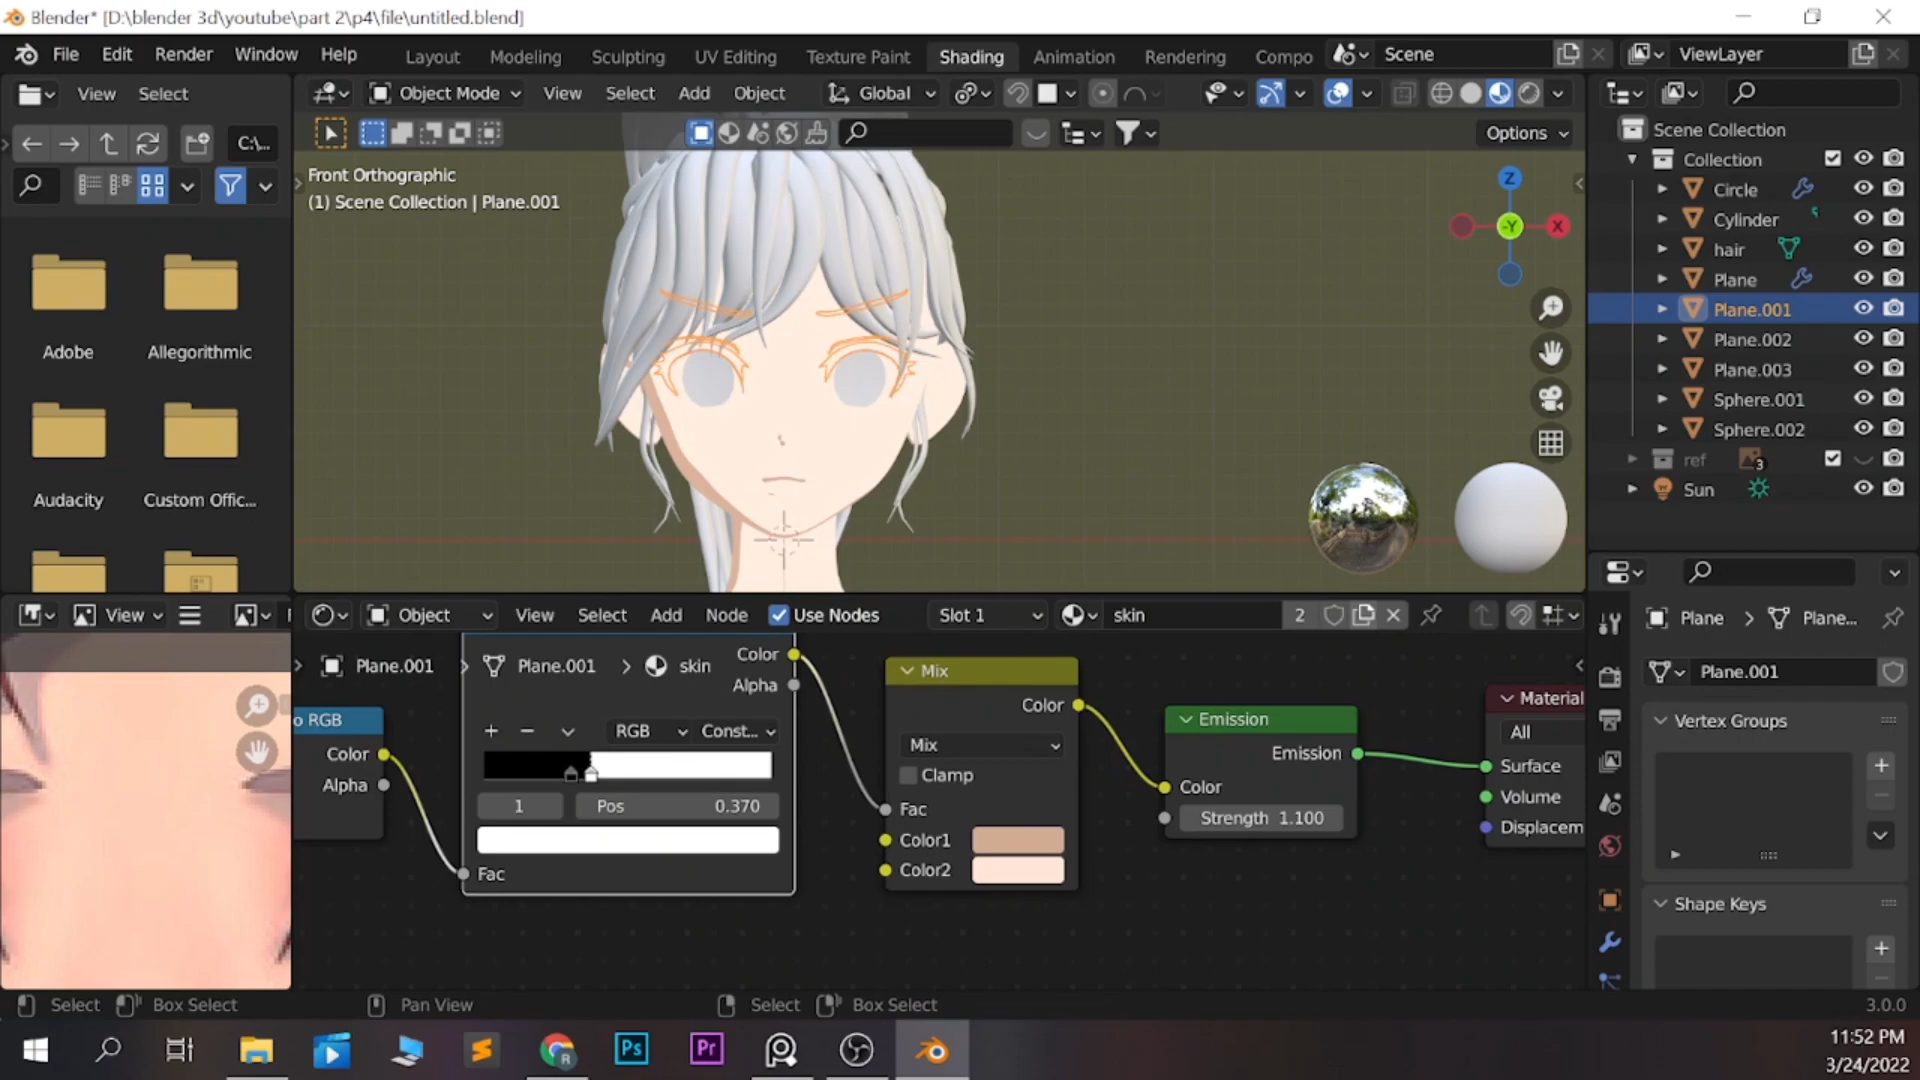 Blender* [D:\blender 3d\youtube\part 2\p4\file\untitled.blend]
File Edit Render Window Help Layout Modeling Sculpting UV Editing Texture Paint Shading Animation Rendering Compo Scene ViewLayer
View Select Object Mode View Select Add Object Global
C:\... Options
Scene Collection
Collection
Circle
Cylinder
hair
Plane
Plane.001
Plane.002
Plane.003
Sphere.001
Sphere.002
ref 3
Sun
Front Orthographic
(1) Scene Collection | Plane.001
Z
-Y
X
Adobe Allegorithmic
Audacity Custom Offic...
View Object View Select Add Node Use Nodes Slot 1 skin 2
Plane.001 Plane.001 skin
Color
Alpha
RGB Const...
1 Pos 0.370
Fac
o RGB
Color
Alpha
Mix
Color
Mix
Clamp
Fac
Color1
Color2
Emission
Emission
Color
Strength 1.100
Material
All
Surface
Volume
Displacem
Plane Plane...
Plane.001
Vertex Groups
Shape Keys
Select Box Select Pan View Select Box Select 3.0.0
R Ps Pr
11:52 PM
3/24/2022